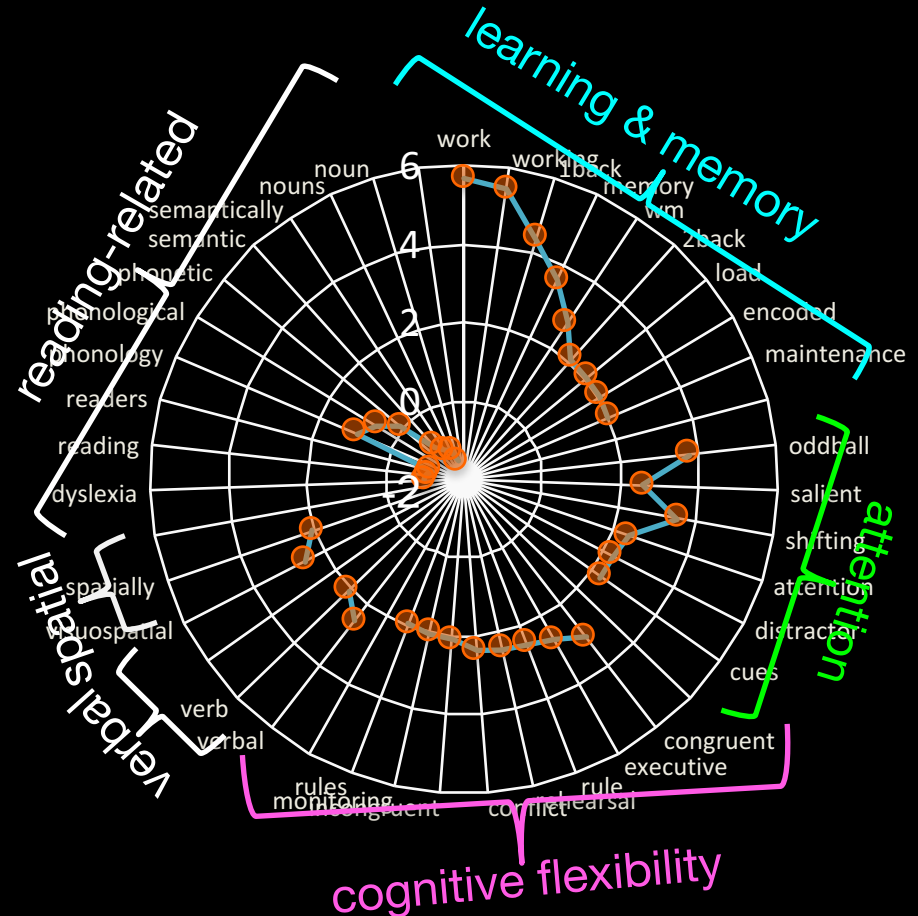 learning & memory
work
working
1back
memory
wm
2back
load
encoded
maintenance
attention
oddball
salient
shifting
attention
distractor
cues
cognitive flexibility
congruent
executive
rule
rehearsal
conflict
incongruent
monitoring
rules
verbal
verbal
verb
spatial
visuospatial
spatially
reading-related
dyslexia
reading
readers
phonology
phonological
phonetic
semantic
semantically
nouns
noun
6
4
2
0
-2